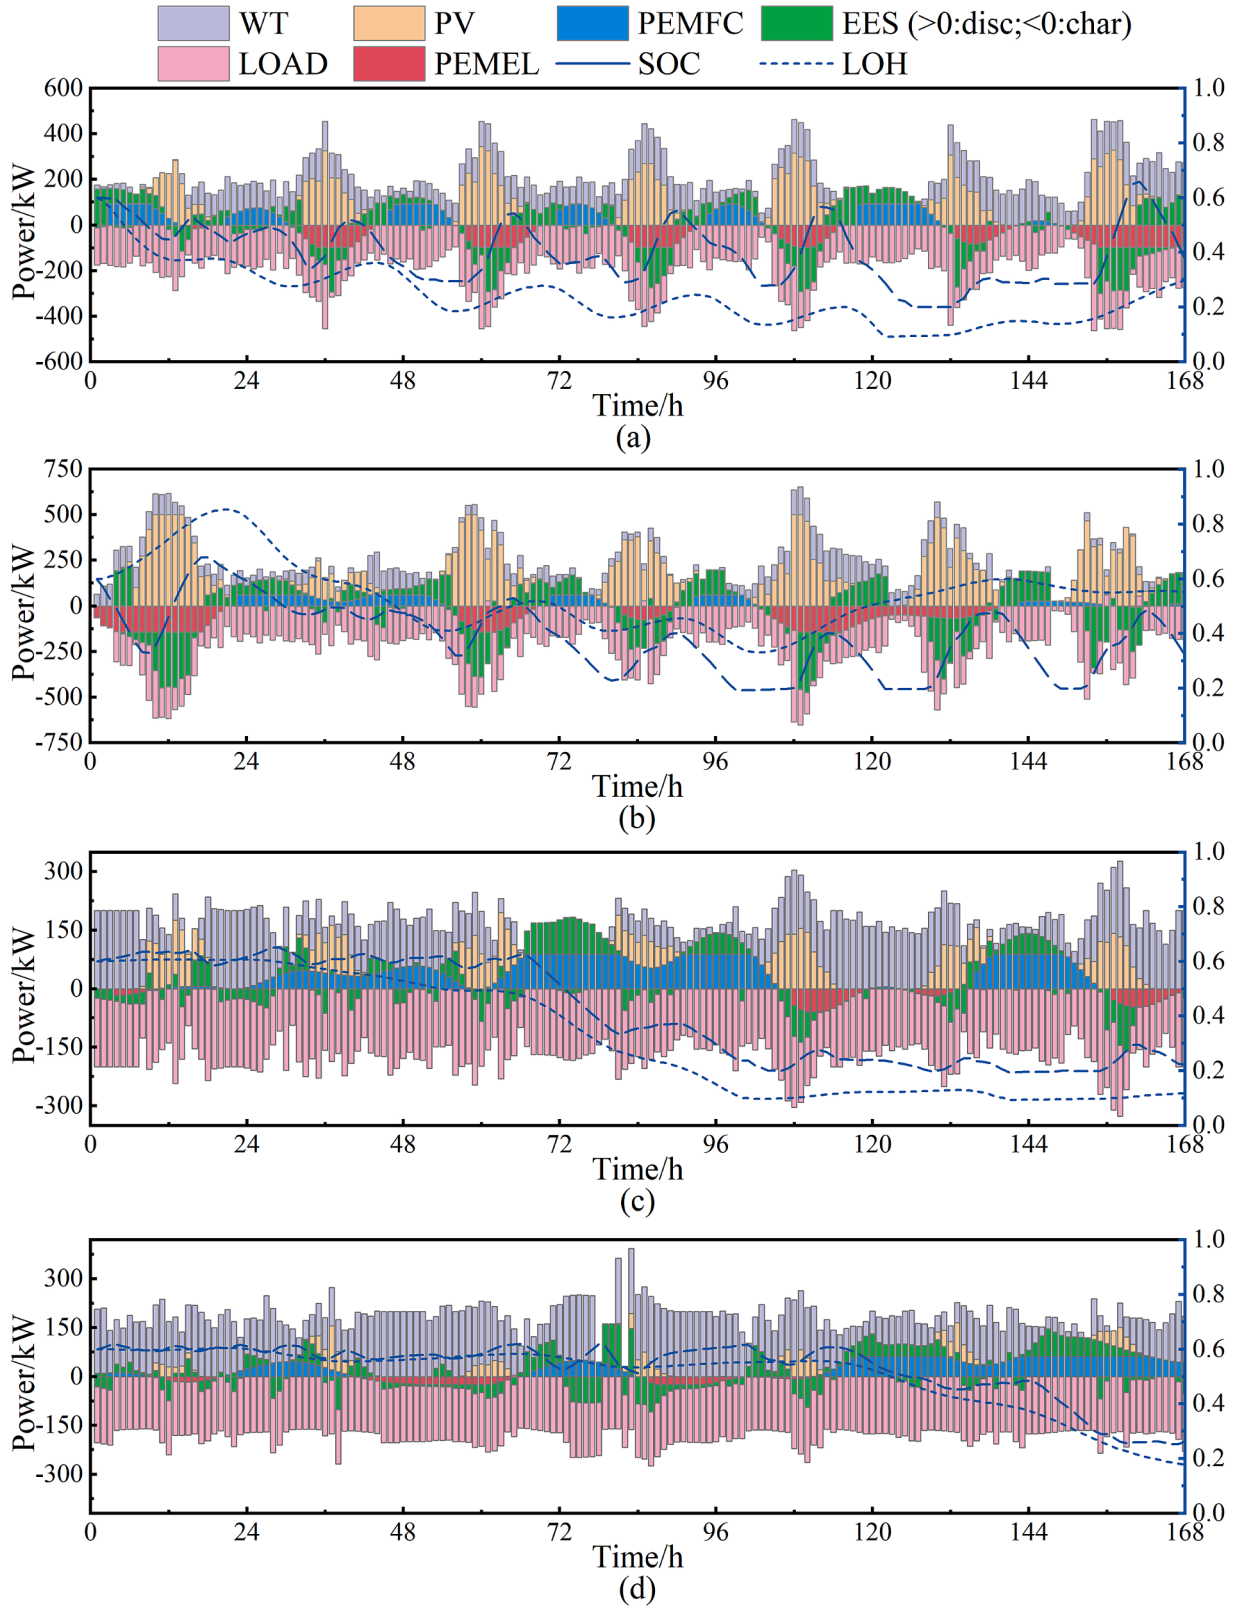 WT PV PEMFC EES (>0:disc;<0:char)
LOAD PEMEL SOC LOH
600 1.0
400 0.8
200 0.6
0
-200 0.4
-400 0.2
-600 0.0
Power/kW
0 24 48 72 96 120 144 168
Time/h
(a)
750 1.0
500 0.8
250 0.6
0
-250 0.4
-500 0.2
-750 0.0
Power/kW
0 24 48 72 96 120 144 168
Time/h
(b)
1.0
300 0.8
150 0.6
0
-150 0.4
-300 0.2
0.0
Power/kW
0 24 48 72 96 120 144 168
Time/h
(c)
1.0
300 0.8
150 0.6
0
-150 0.4
-300 0.2
0.0
Power/kW
0 24 48 72 96 120 144 168
Time/h
(d)